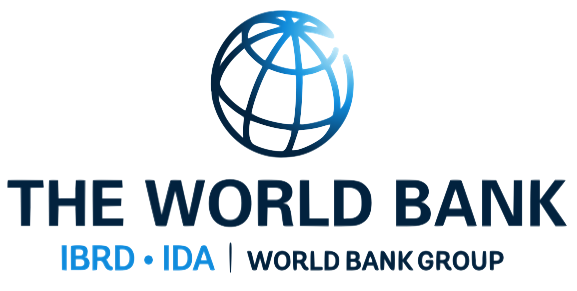 THE WORLD BANK
IBRD • IDA | WORLD BANK GROUP